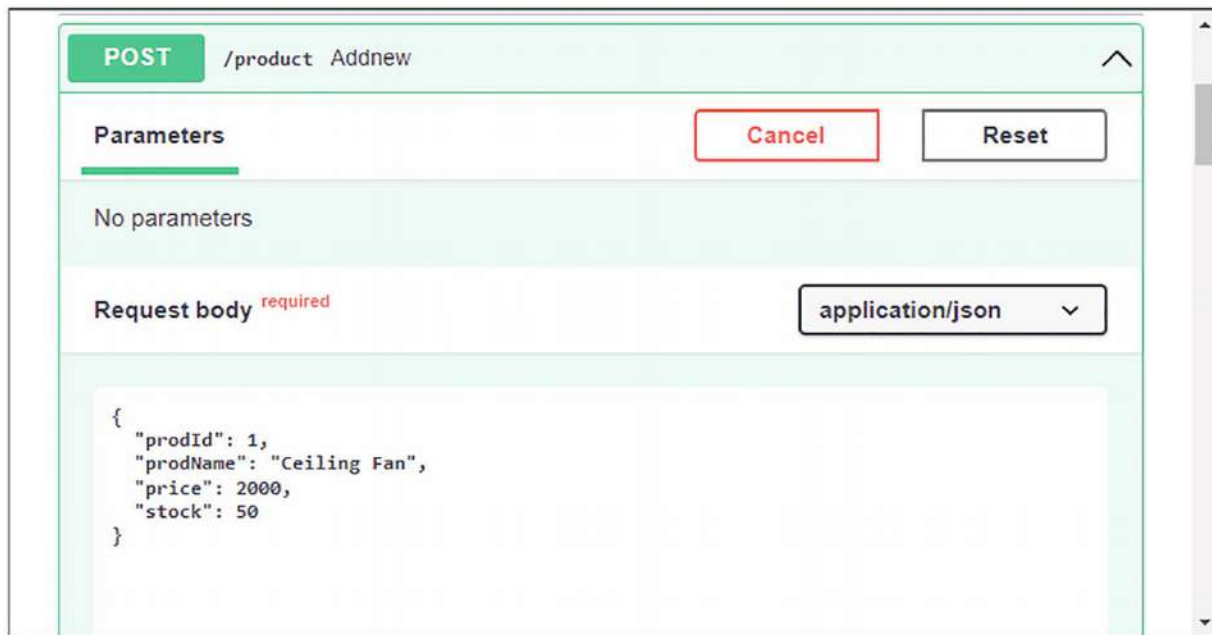 POST /product Addnew
Parameters Cancel Reset
No parameters
Request body required application/json
{
"prodId": 1,
"prodName": "Ceiling Fan",
"price": 2000,
"stock": 50
}